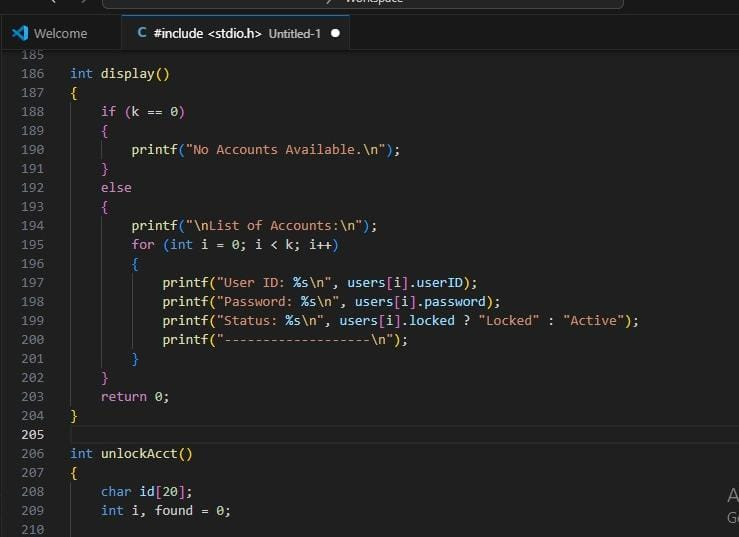 Workspace
Welcome
C #include <stdio.h> Untitled-1
185
186 int display()
187 {
188 if (k == 0)
189 {
190 printf("No Accounts Available.\n");
191 }
192 else
193 {
194 printf("\nList of Accounts:\n");
195 for (int i = 0; i < k; i++)
196 {
197 printf("User ID: %s\n", users[i].userID);
198 printf("Password: %s\n", users[i].password);
199 printf("Status: %s\n", users[i].locked ? "Locked" : "Active");
200 printf("-------------------\n");
201 }
202 }
203 return 0;
204 }
205
206 int unlockAcct()
207 {
208 char id[20];
209 int i, found = 0;
210